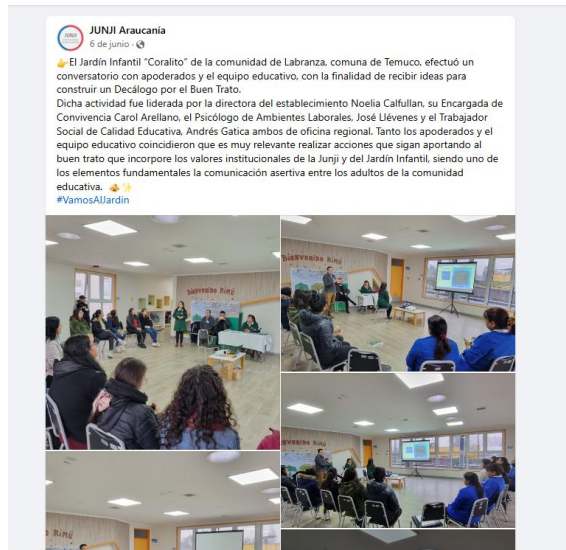 JUNJI Araucanía
6 de junio ·
👉El Jardín Infantil “Coralito” de la comunidad de Labranza, comuna de Temuco, efectuó un
conversatorio con apoderados y el equipo educativo, con la finalidad de recibir ideas para
construir un Decálogo por el Buen Trato.
Dicha actividad fue liderada por la directora del establecimiento Noelia Calfullan, su Encargada de
Convivencia Carol Arellano, el Psicólogo de Ambientes Laborales, José Llévenes y el Trabajador
Social de Calidad Educativa, Andrés Gatica ambos de oficina regional. Tanto los apoderados y el
equipo educativo coincidieron que es muy relevante realizar acciones que sigan aportando al
buen trato que incorpore los valores institucionales de la Junji y del Jardín Infantil, siendo uno de
los elementos fundamentales la comunicación asertiva entre los adultos de la comunidad
educativa.
#VamosAlJardin
Bienvenido Rimü
Bienvenido Rimü